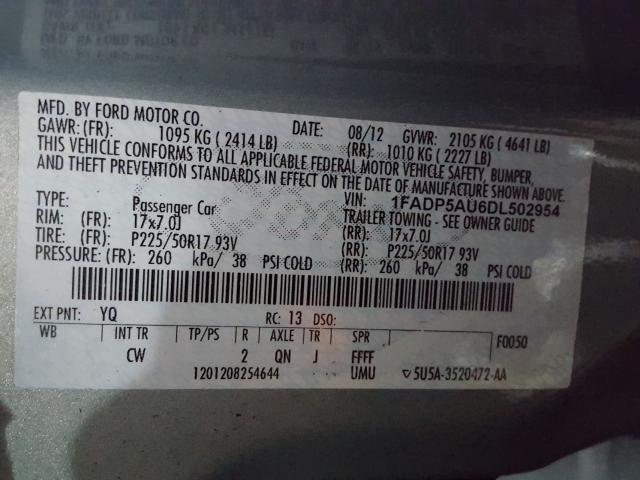 MFD. BY FORD MOTOR CO.
DATE: 08/12 GVWR: 2105 KG ( 4641 LB)
GAWR: (FR): 1095 KG ( 2414 LB) (RR): 1010 KG ( 2227 LB)
THIS VEHICLE CONFORMS TO ALL APPLICABLE FEDERAL MOTOR VEHICLE SAFETY, BUMPER,
AND THEFT PREVENTION STANDARDS IN EFFECT ON THE DATE OF MANUFACTURE SHOWN ABOVE.
VIN: 1FADP5AU6DL502954
TYPE: Passenger Car TRAILER TOWING - SEE OWNER GUIDE
RIM: (FR): 17x7.0J (RR): 17x7.0J
TIRE: (FR): P225/50R17 93V (RR): P225/50R17 93V
PRESSURE: (FR): 260 kPa/ 38 PSI COLD (RR): 260 kPa/ 38 PSI COLD
EXT PNT: YQ RC: 13 DSO:
WB INT TR TP/PS R AXLE TR SPR F0050
CW 2 QN J FFFF
1201208254644 UMU ▽5U5A-3520472-AA